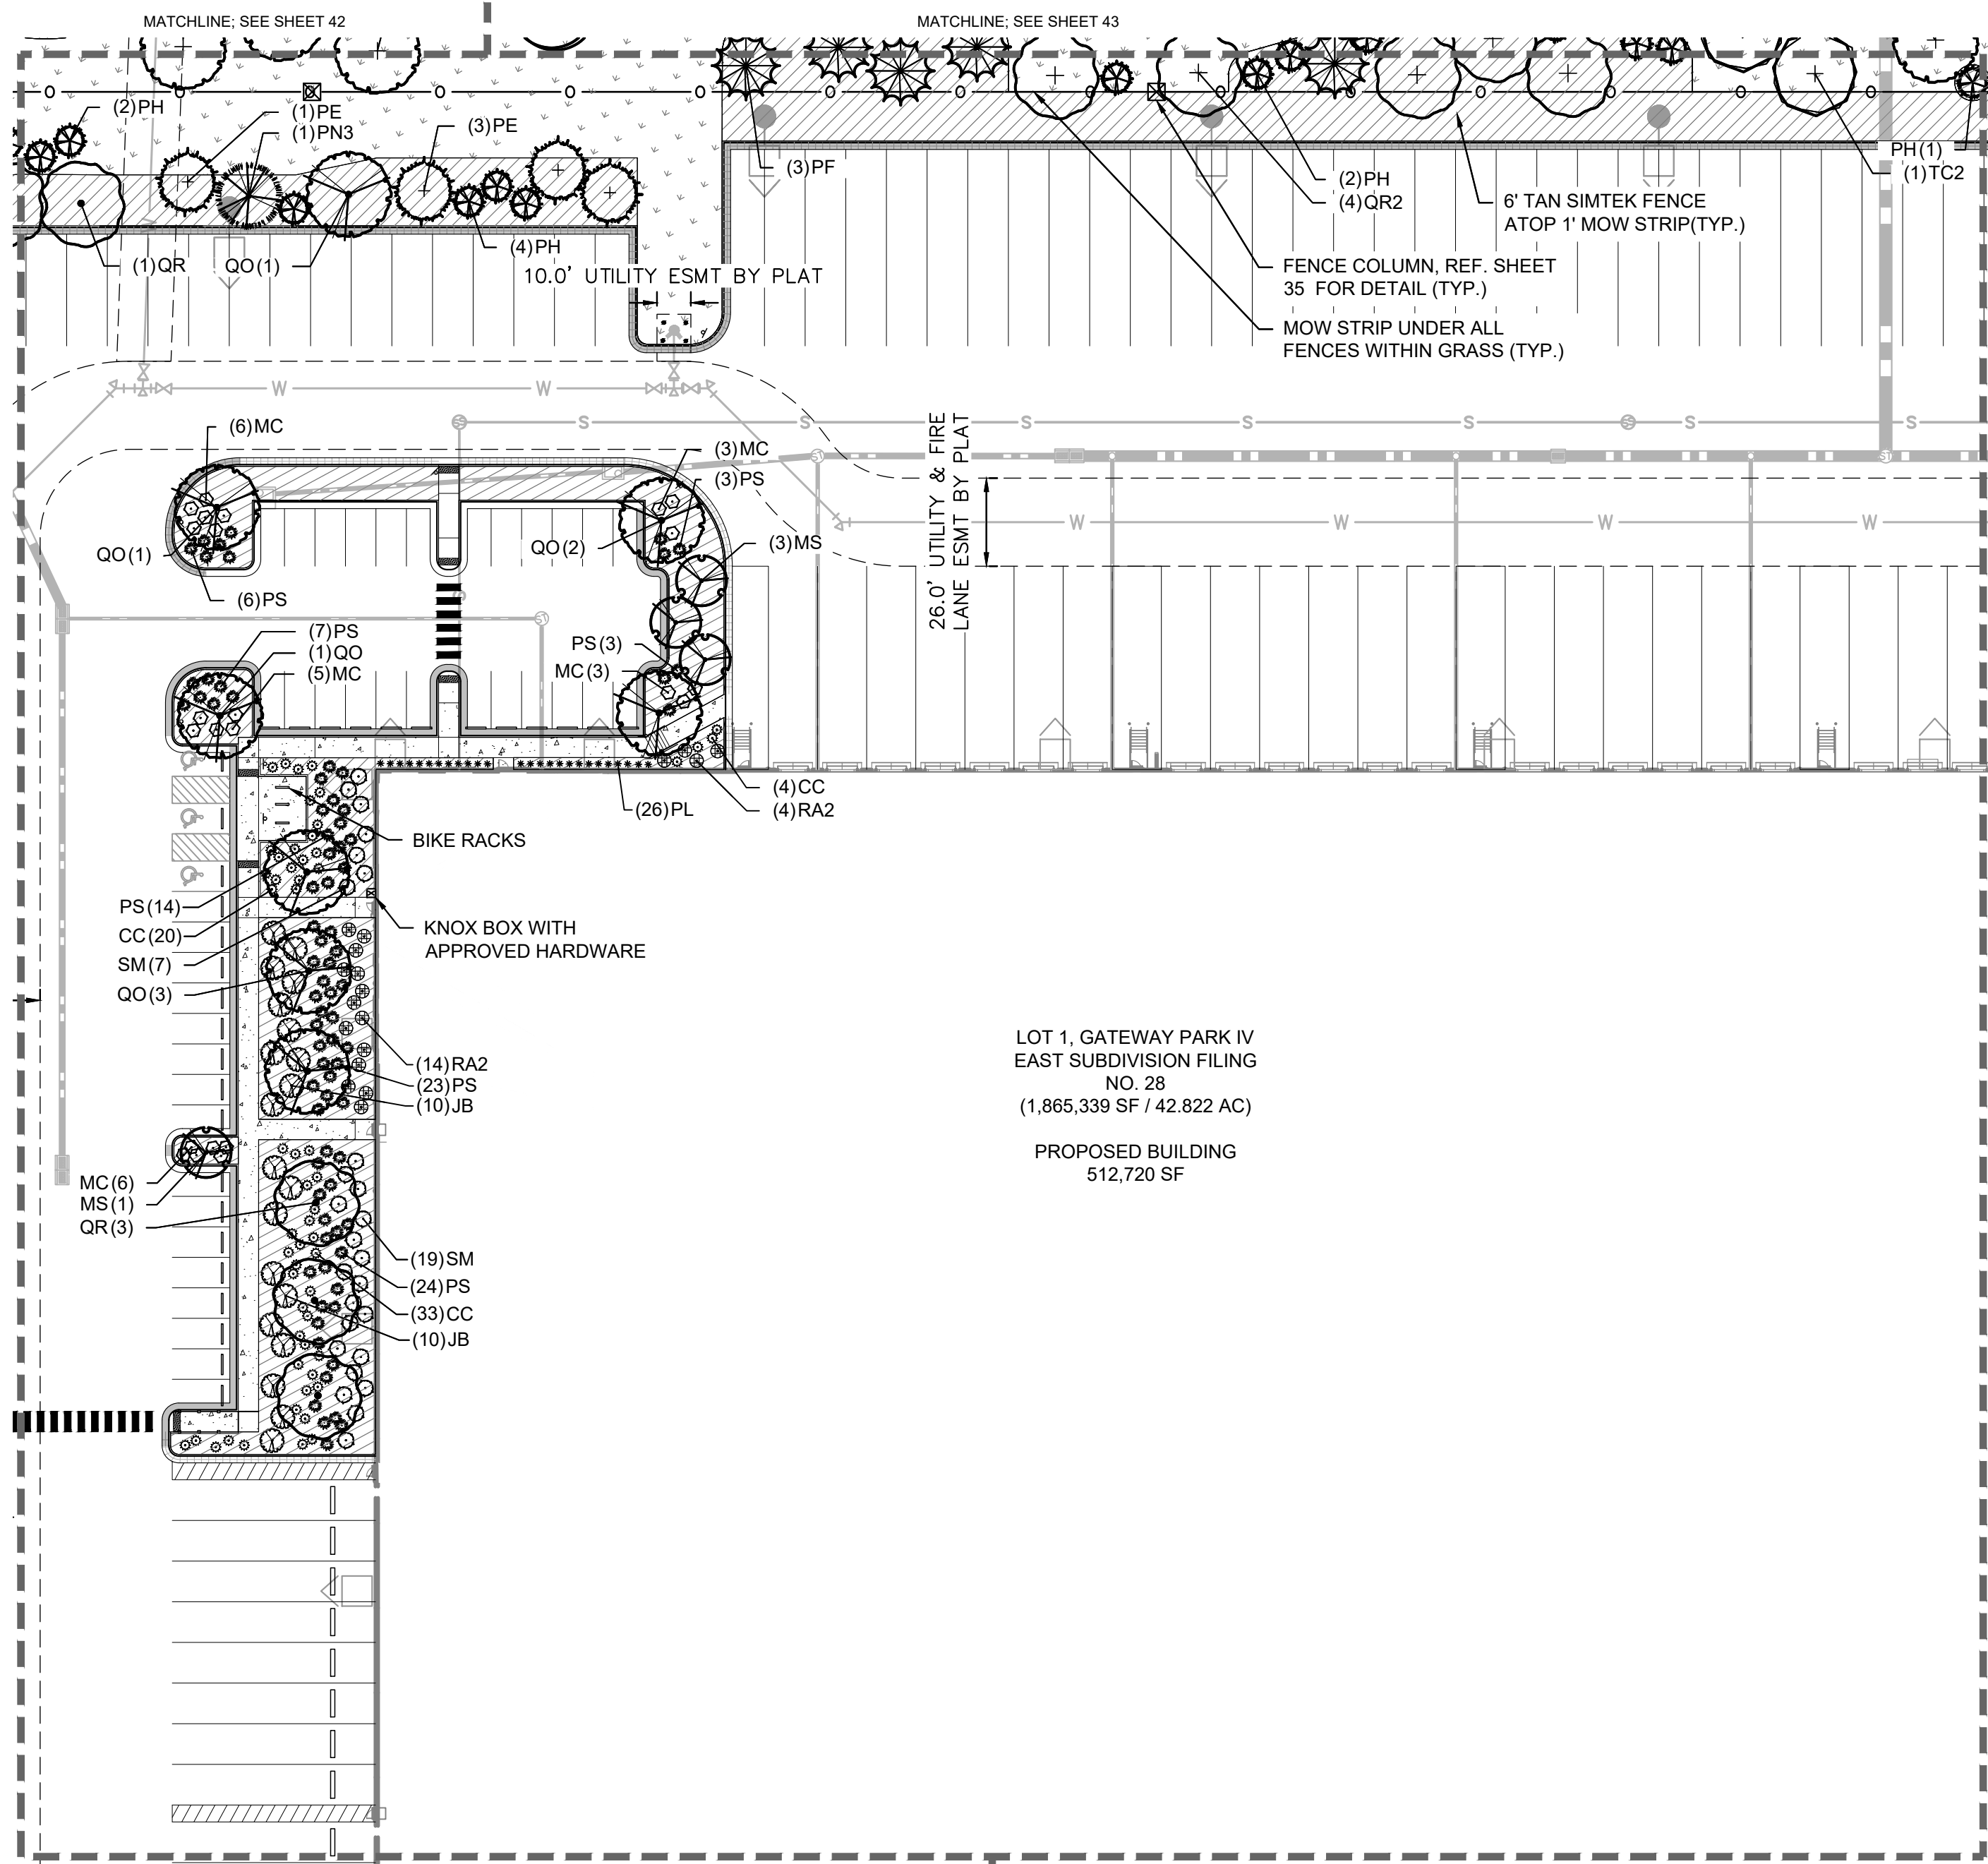 MATCHLINE; SEE SHEET 42
MATCHLINE; SEE SHEET 43
(2)PH
(1)PE
(1)PN3
(3)PE
(3)PF
(2)PH
(4)QR2
6' TAN SIMTEK FENCE
ATOP 1' MOW STRIP(TYP.)
PH(1)
(1)TC2
(4)PH
(1)QR
QO(1)
10.0' UTILITY ESMT BY PLAT
FENCE COLUMN, REF. SHEET
35 FOR DETAIL (TYP.)
MOW STRIP UNDER ALL
FENCES WITHIN GRASS (TYP.)
W
W
S
S
S
S
S
S
S
W
W
W
W
ST
ST
ST
(6)MC
(3)MC
(3)PS
QO(1)
QO(2)
(3)MS
(6)PS
26.0' UTILITY & FIRE
LANE ESMT BY PLAT
(7)PS
(1)QO
(5)MC
PS(3)
MC(3)
(4)CC
(4)RA2
(26)PL
BIKE RACKS
PS(14)
CC(20)
SM(7)
QO(3)
KNOX BOX WITH
APPROVED HARDWARE
(14)RA2
(23)PS
(10)JB
MC(6)
MS(1)
QR(3)
(19)SM
(24)PS
(33)CC
(10)JB
LOT 1, GATEWAY PARK IV
EAST SUBDIVISION FILING
NO. 28
(1,865,339 SF / 42.822 AC)
PROPOSED BUILDING
512,720 SF